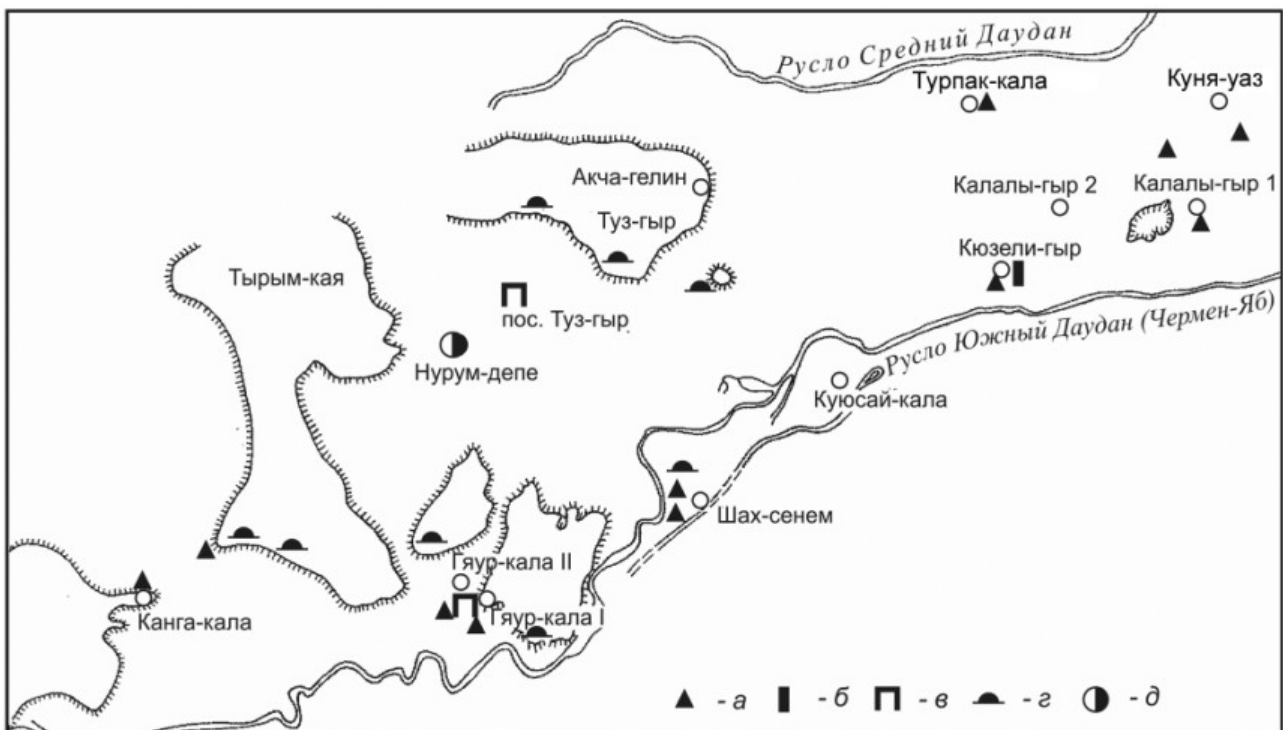 Русло Средний Даудан
Турпак-кала
Куня-уаз
Акча-гелин
Калалы-гыр 2
Калалы-гыр 1
Туз-гыр
Кюзели-гыр
Тырым-кая
пос. Туз-гыр
Русло Южный Даудан (Чермен-Яб)
Нурум-депе
Куюсай-кала
Шах-сенем
Гяур-кала II
Гяур-кала I
Канга-кала
- а
- б
- в
- г
- д